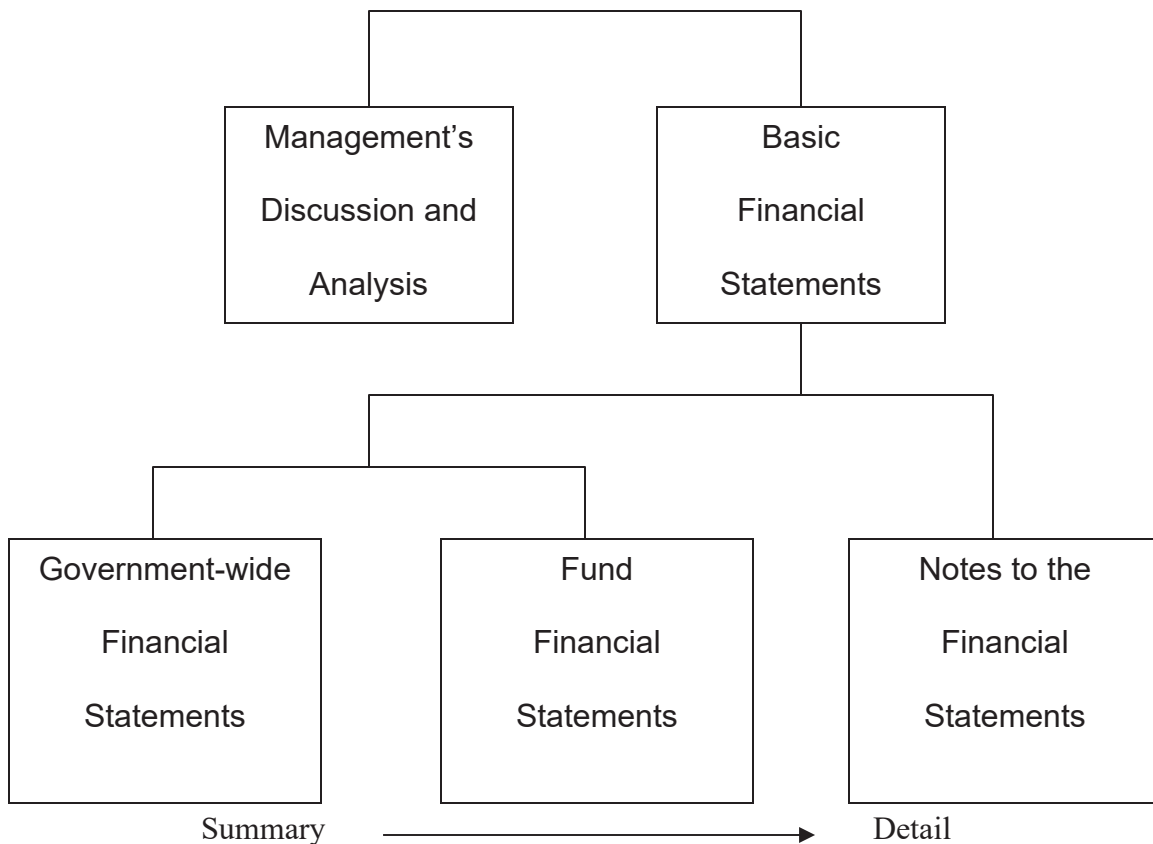 Management’s
Discussion and
Analysis
Basic
Financial
Statements
Government-wide
Financial
Statements
Fund
Financial
Statements
Notes to the
Financial
Statements
Summary
Detail